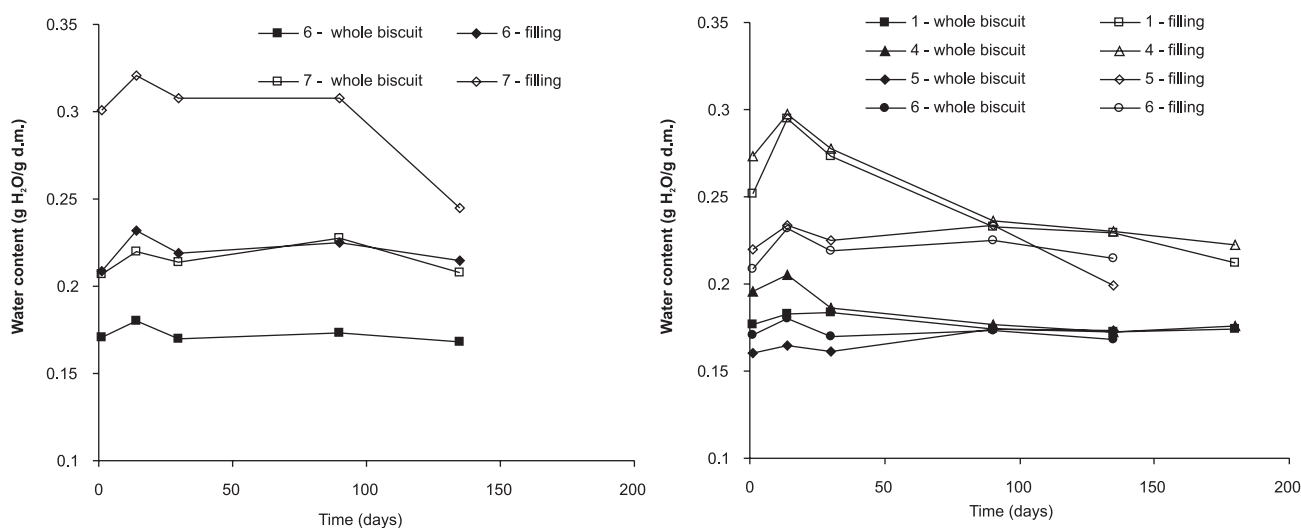 0.35
0.3
0.25
0.2
0.15
0.1
0
50
100
150
200
Water content (g H₂O/g d.m.)
Time (days)
6 - whole biscuit
6 - filling
7 - whole biscuit
7 - filling
0.35
0.3
0.25
0.2
0.15
0.1
0
50
100
150
200
Water content (g H₂O/g d.m.)
Time (days)
1 - whole biscuit
1 - filling
4 - whole biscuit
4 - filling
5 - whole biscuit
5 - filling
6 - whole biscuit
6 - filling